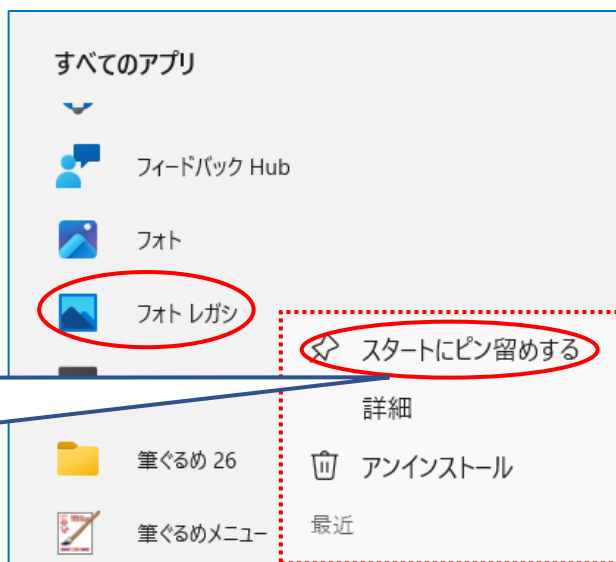 すべてのアプリ
フィードバック Hub
フォト
フォト レガシ
スタートにピン留めする
詳細
筆ぐるめ 26
アンインストール
筆ぐるめメニュー
最近